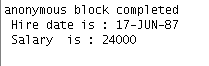 anonymous block completed
Hire date is : 17-JUN-87
Salary  is : 24000